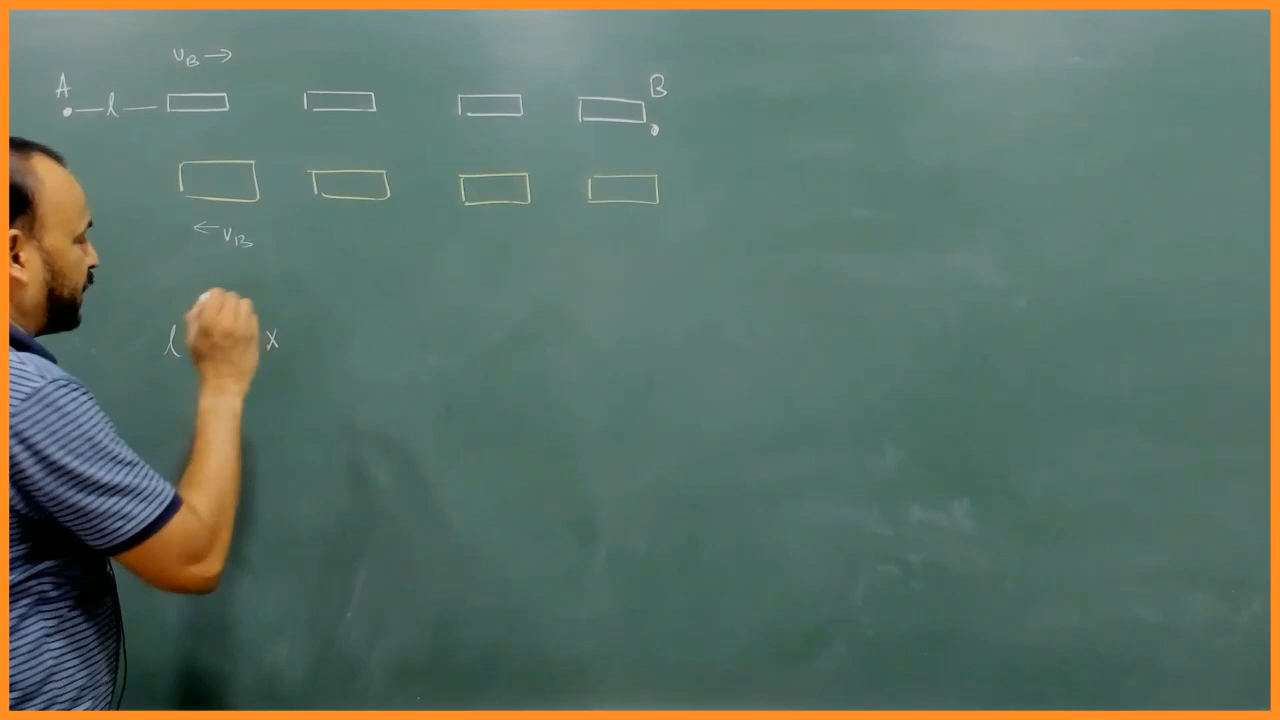 v_B →
A — l — B
← v_B
l x